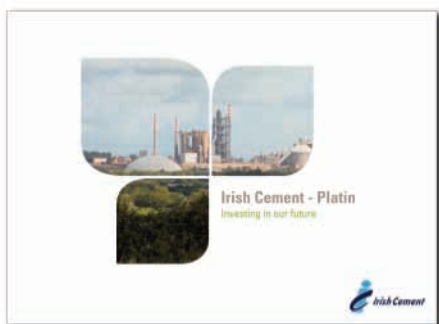 Irish Cement - Platin
Investing in our future
Irish Cement